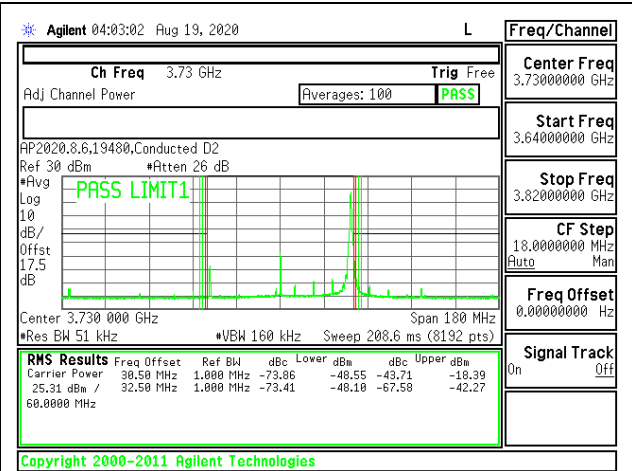 Agilent 04:03:02 Aug 19, 2020 L
Ch Freq 3.73 GHz Trig Free
Adj Channel Power Averages: 100 PASS
AP2020.8.6,19480,Conducted D2
Ref 30 dBm #Atten 26 dB
#Avg
Log
10
dB/
Offst
17.5
dB
PASS LIMIT1
Center 3.730 000 GHz Span 180 MHz
#Res BW 51 kHz #VBW 160 kHz Sweep 208.6 ms (8192 pts)
RMS Results Freq Offset Ref BW dBc Lower dBm dBc Upper dBm
Carrier Power 30.50 MHz 1.000 MHz -73.86 -48.55 -43.71 -18.39
25.31 dBm / 32.50 MHz 1.000 MHz -73.41 -48.10 -67.58 -42.27
60.0000 MHz
Copyright 2000-2011 Agilent Technologies
Freq/Channel
Center Freq
3.73000000 GHz
Start Freq
3.64000000 GHz
Stop Freq
3.82000000 GHz
CF Step
18.0000000 MHz
Auto Man
Freq Offset
0.00000000 Hz
Signal Track
On Off